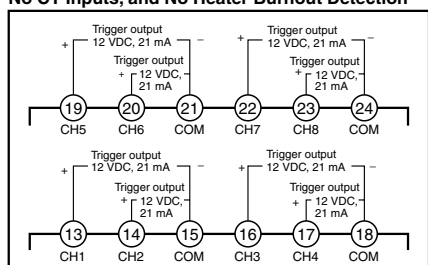 No CT Inputs, and No Heater Burnout Detection
Trigger output
+ 12 VDC, 21 mA –
Trigger output
+ 12 VDC, 21 mA –
Trigger output
+ 12 VDC,
21 mA
Trigger output
+ 12 VDC,
21 mA
19 20 21 22 23 24
CH5 CH6 COM CH7 CH8 COM
Trigger output
+ 12 VDC, 21 mA –
Trigger output
+ 12 VDC, 21 mA –
Trigger output
+ 12 VDC,
21 mA
Trigger output
+ 12 VDC,
21 mA
13 14 15 16 17 18
CH1 CH2 COM CH3 CH4 COM